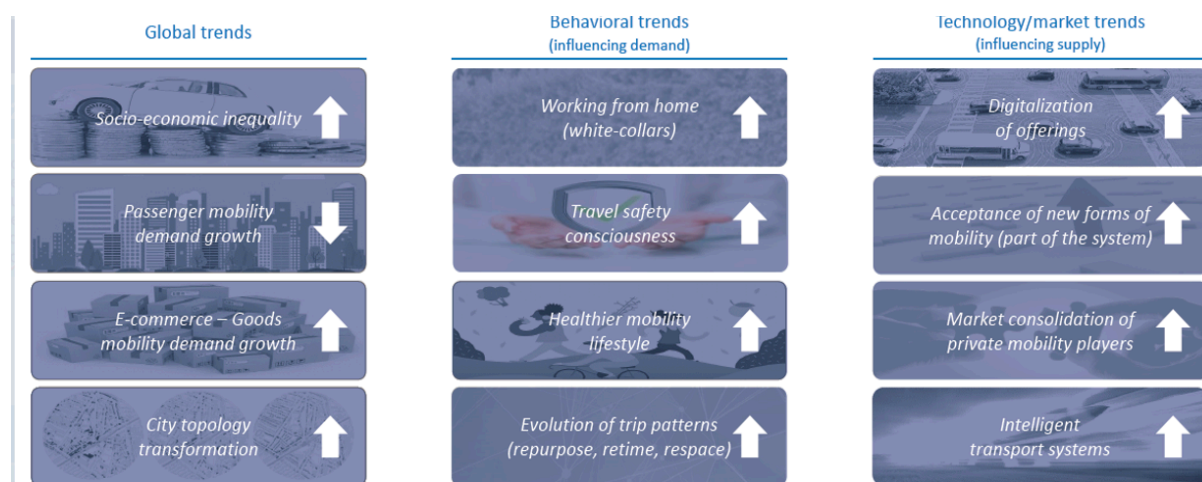 Global trends
Socio-economic inequality
Passenger mobility
demand growth
E-commerce – Goods
mobility demand growth
City topology
transformation
Behavioral trends
(influencing demand)
Working from home
(white-collars)
Travel safety
consciousness
Healthier mobility
lifestyle
Evolution of trip patterns
(repurpose, retime, respace)
Technology/market trends
(influencing supply)
Digitalization
of offerings
Acceptance of new forms of
mobility (part of the system)
Market consolidation of
private mobility players
Intelligent
transport systems